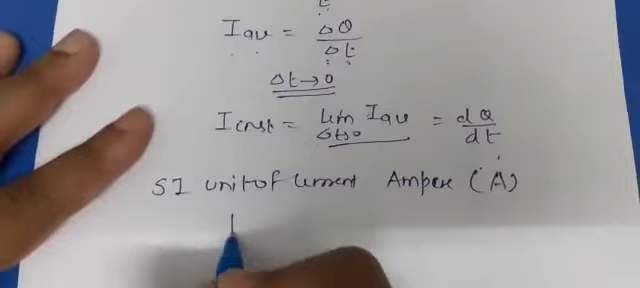 t
Iav = ΔQ/Δt
Δt→0
Iinst = Lim Δt→0 Iav = dQ/dt
SI unit of current Ampere (A)